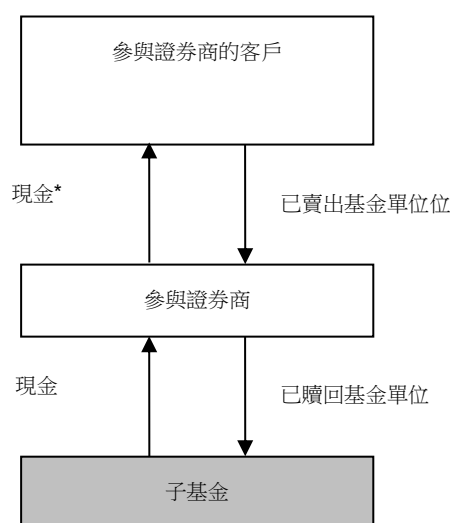 參與證券商的客戶
現金*
已賣出基金單位位
參與證券商
現金
已贖回基金單位
子基金